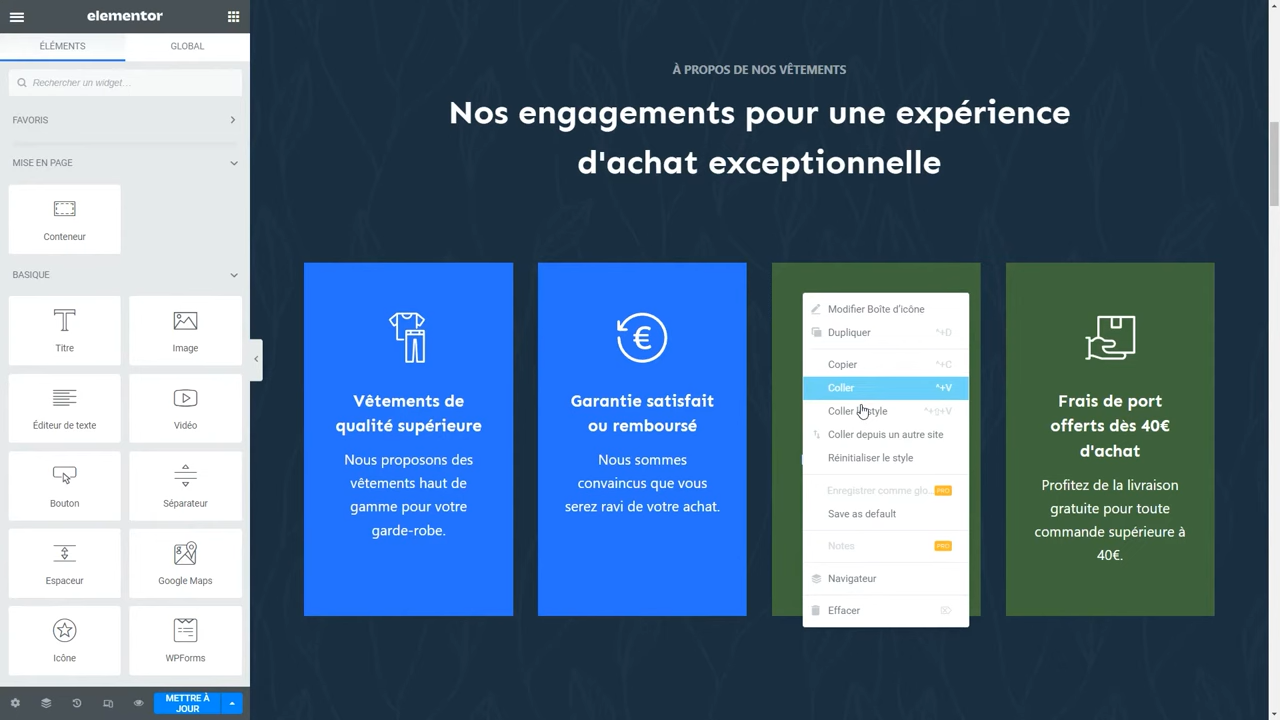 elementor
ÉLÉMENTS
GLOBAL
Rechercher un widget...
FAVORIS
MISE EN PAGE
Conteneur
BASIQUE
Titre
Image
Éditeur de texte
Vidéo
Bouton
Séparateur
Espaceur
Google Maps
Icône
WPForms
METTRE À
JOUR
À PROPOS DE NOS VÊTEMENTS
Nos engagements pour une expérience
d'achat exceptionnelle
Vêtements de
qualité supérieure
Nous proposons des
vêtements haut de
gamme pour votre
garde-robe.
Garantie satisfait
ou remboursé
Nous sommes
convaincus que vous
serez ravi de votre achat.
Modifier Boîte d'icône
Dupliquer ^+D
Copier ^+C
Coller ^+V
Coller style ^+⇧+V
Coller depuis un autre site
Réinitialiser le style
Enregistrer comme glo... PRO
Save as default
Notes PRO
Navigateur
Effacer
Frais de port
offerts dès 40€
d'achat
Profitez de la livraison
gratuite pour toute
commande supérieure à
40€.